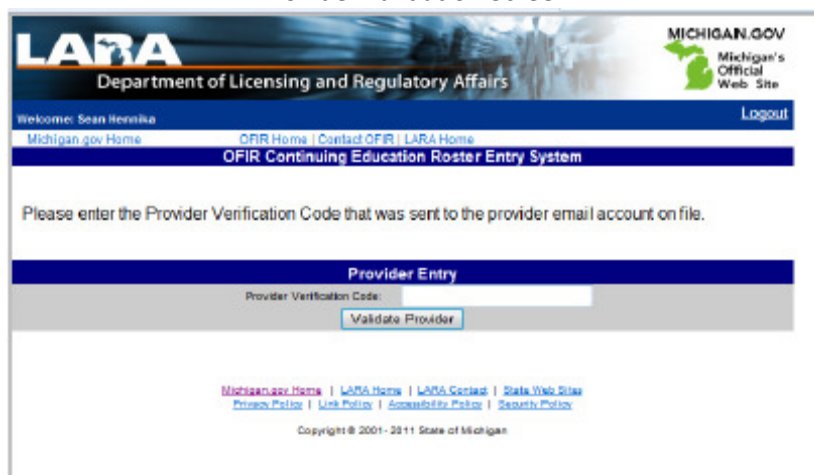 LARA
Department of Licensing and Regulatory Affairs
MICHIGAN.GOV
Michigan's
Official
Web Site
Welcome: Sean Hennika
Logout
Michigan.gov Home OFIR Home | Contact OFIR | LARA Home
OFIR Continuing Education Roster Entry System
Please enter the Provider Verification Code that was sent to the provider email account on file.
Provider Entry
Provider Verification Code:
Validate Provider
Michigan.gov Home | LARA Home | LARA Contact | State Web Sites
Privacy Policy | Link Policy | Accessibility Policy | Security Policy
Copyright © 2001- 2011 State of Michigan